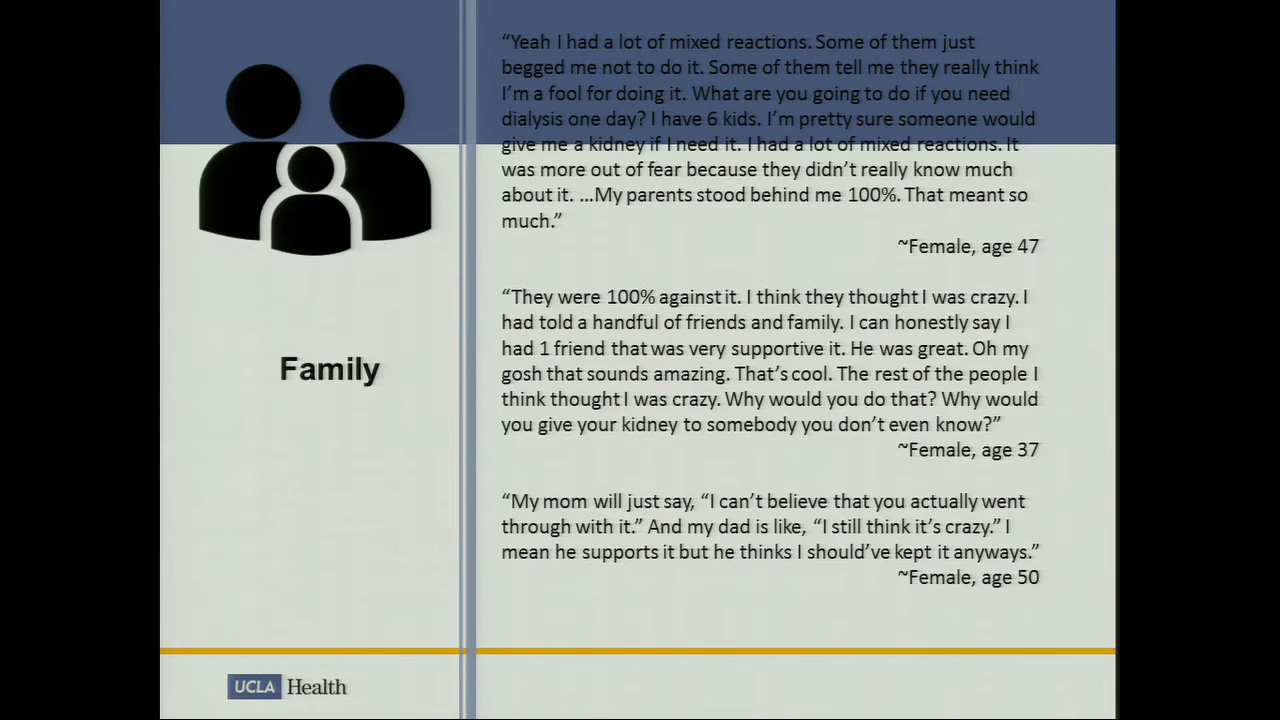 “Yeah I had a lot of mixed reactions. Some of them just
begged me not to do it. Some of them tell me they really think
I’m a fool for doing it. What are you going to do if you need
dialysis one day? I have 6 kids. I’m pretty sure someone would
give me a kidney if I need it. I had a lot of mixed reactions. It
was more out of fear because they didn’t really know much
about it. …My parents stood behind me 100%. That meant so
much.”
~Female, age 47
“They were 100% against it. I think they thought I was crazy. I
had told a handful of friends and family. I can honestly say I
had 1 friend that was very supportive it. He was great. Oh my
gosh that sounds amazing. That’s cool. The rest of the people I
think thought I was crazy. Why would you do that? Why would
you give your kidney to somebody you don’t even know?”
~Female, age 37
“My mom will just say, “I can’t believe that you actually went
through with it.” And my dad is like, “I still think it’s crazy.” I
mean he supports it but he thinks I should’ve kept it anyways.”
~Female, age 50
Family
UCLA Health